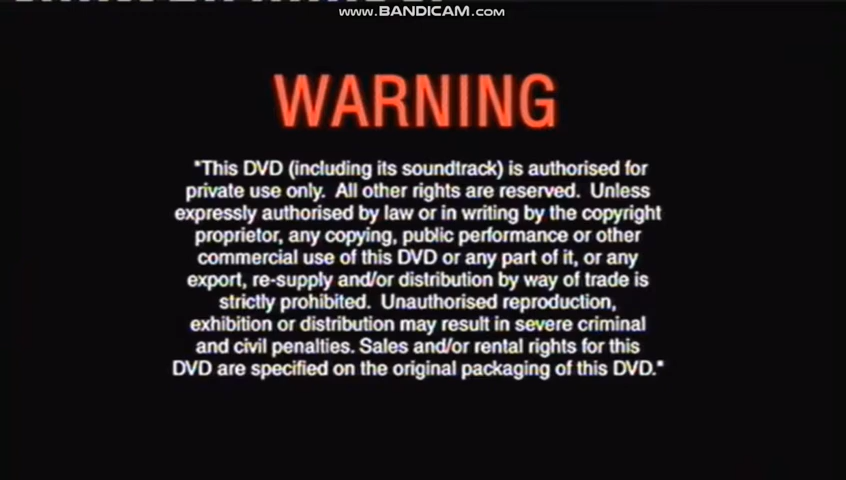 www.BANDICAM.com
WARNING
"This DVD (including its soundtrack) is authorised for
private use only. All other rights are reserved. Unless
expressly authorised by law or in writing by the copyright
proprietor, any copying, public performance or other
commercial use of this DVD or any part of it, or any
export, re-supply and/or distribution by way of trade is
strictly prohibited. Unauthorised reproduction,
exhibition or distribution may result in severe criminal
and civil penalties. Sales and/or rental rights for this
DVD are specified on the original packaging of this DVD."